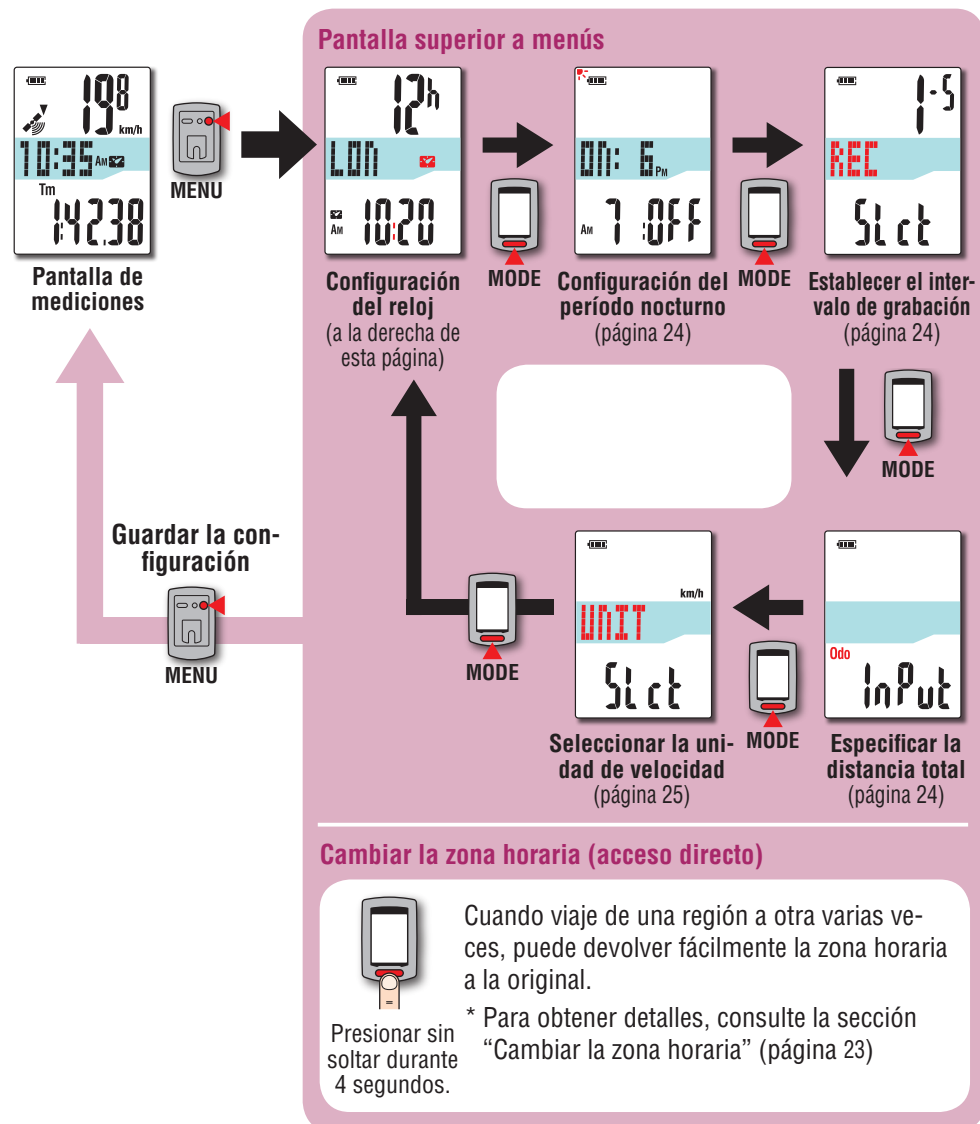 Pantalla superior a menús
19 8
km/h
10:35 AM
Tm
1:42.38
MENU
Pantalla de
mediciones
12h
LON
AM 10:20
Configuración
del reloj
(a la derecha de
esta página)
MODE
ON: 6 PM
AM 7 :OFF
Configuración del
período nocturno
(página 24)
MODE
1-S
REC
SLct
Establecer el inter-
valo de grabación
(página 24)
MODE
Odo
InPut
Especificar la
distancia total
(página 24)
MODE
km/h
UNIT
SLct
Seleccionar la uni-
dad de velocidad
(página 25)
MODE
Guardar la con-
figuración
MENU
Cambiar la zona horaria (acceso directo)
Presionar sin
soltar durante
4 segundos.
Cuando viaje de una región a otra varias ve-
ces, puede devolver fácilmente la zona horaria
a la original.
* Para obtener detalles, consulte la sección
“Cambiar la zona horaria” (página 23)